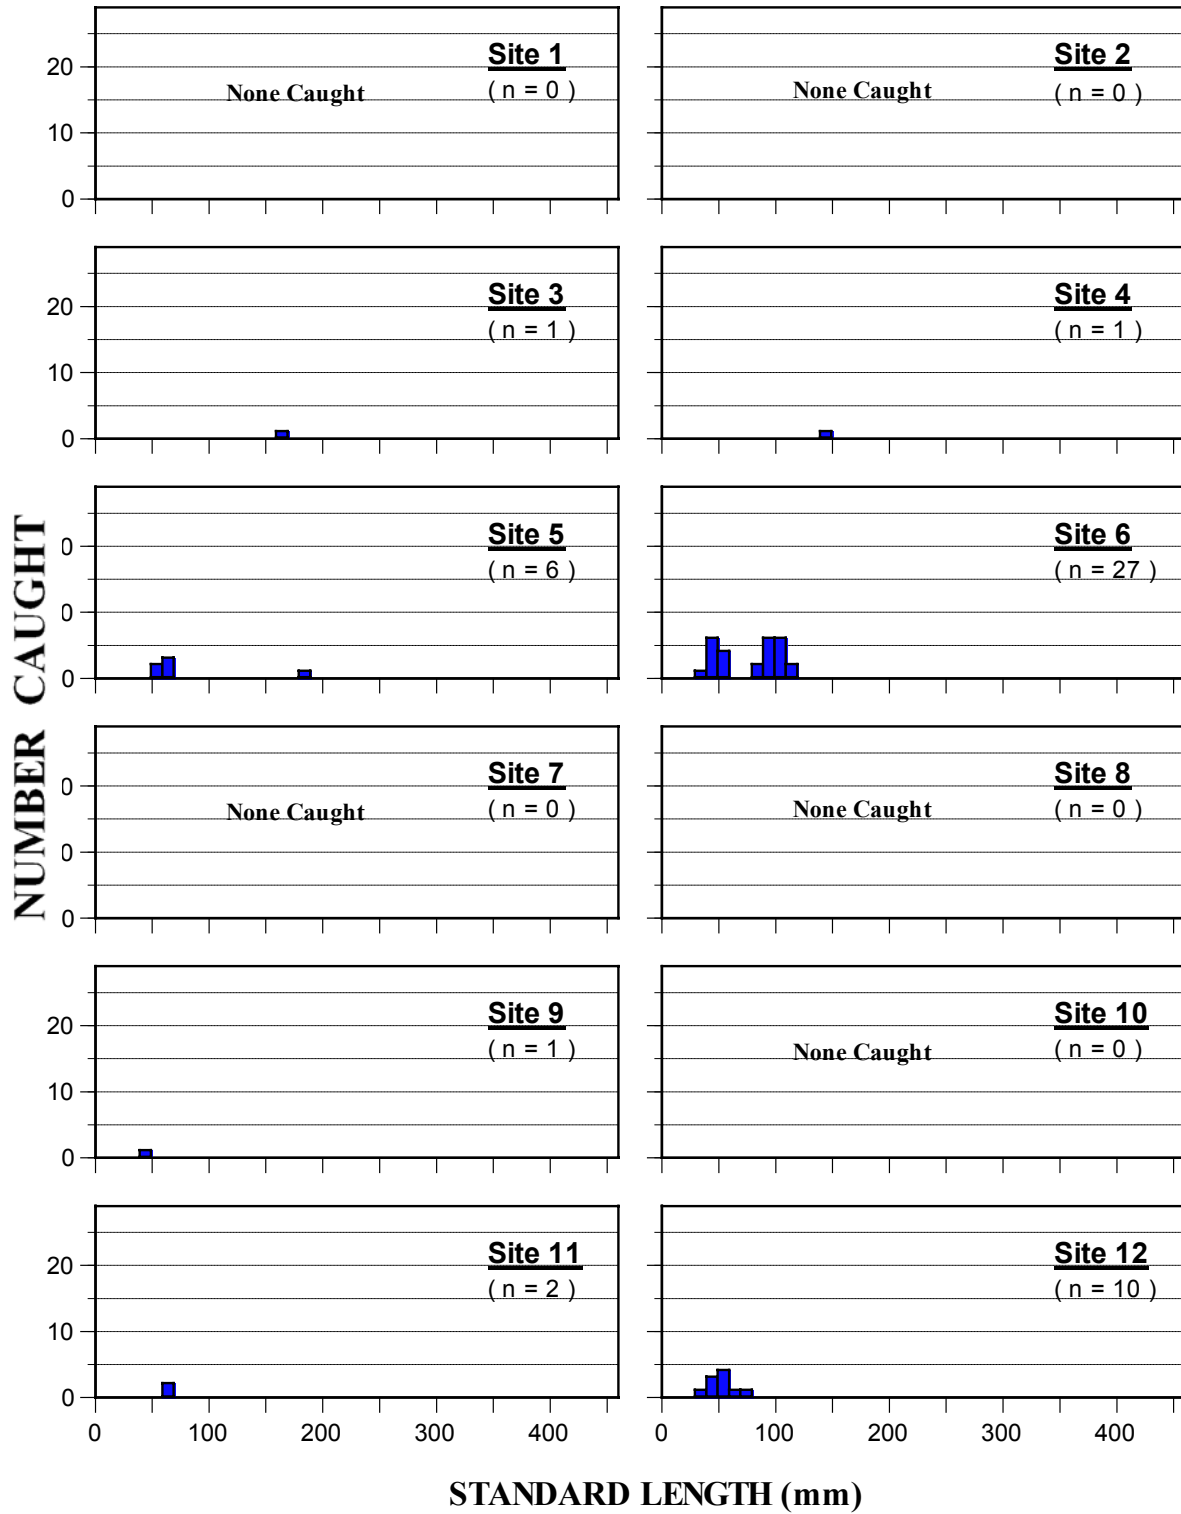 Site 1
( n = 0 )
None Caught
20
10
0
Site 2
( n = 0 )
None Caught
Site 3
( n = 1 )
20
10
0
Site 4
( n = 1 )
Site 5
( n = 6 )
0
0
0
Site 6
( n = 27 )
Site 7
( n = 0 )
None Caught
0
0
0
Site 8
( n = 0 )
None Caught
Site 9
( n = 1 )
20
10
0
Site 10
( n = 0 )
None Caught
Site 11
( n = 2 )
20
10
0
Site 12
( n = 10 )
0 100 200 300 400
0 100 200 300 400
NUMBER CAUGHT
STANDARD LENGTH (mm)